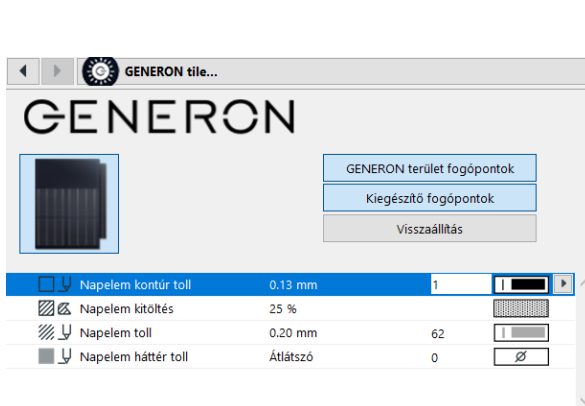 GENERON tile...
GENERON
GENERON terület fogópontok
Kiegészítő fogópontok
Visszaállítás
Napelem kontúr toll 0.13 mm 1
Napelem kitöltés 25 %
Napelem toll 0.20 mm 62
Napelem háttér toll Átlátszó 0